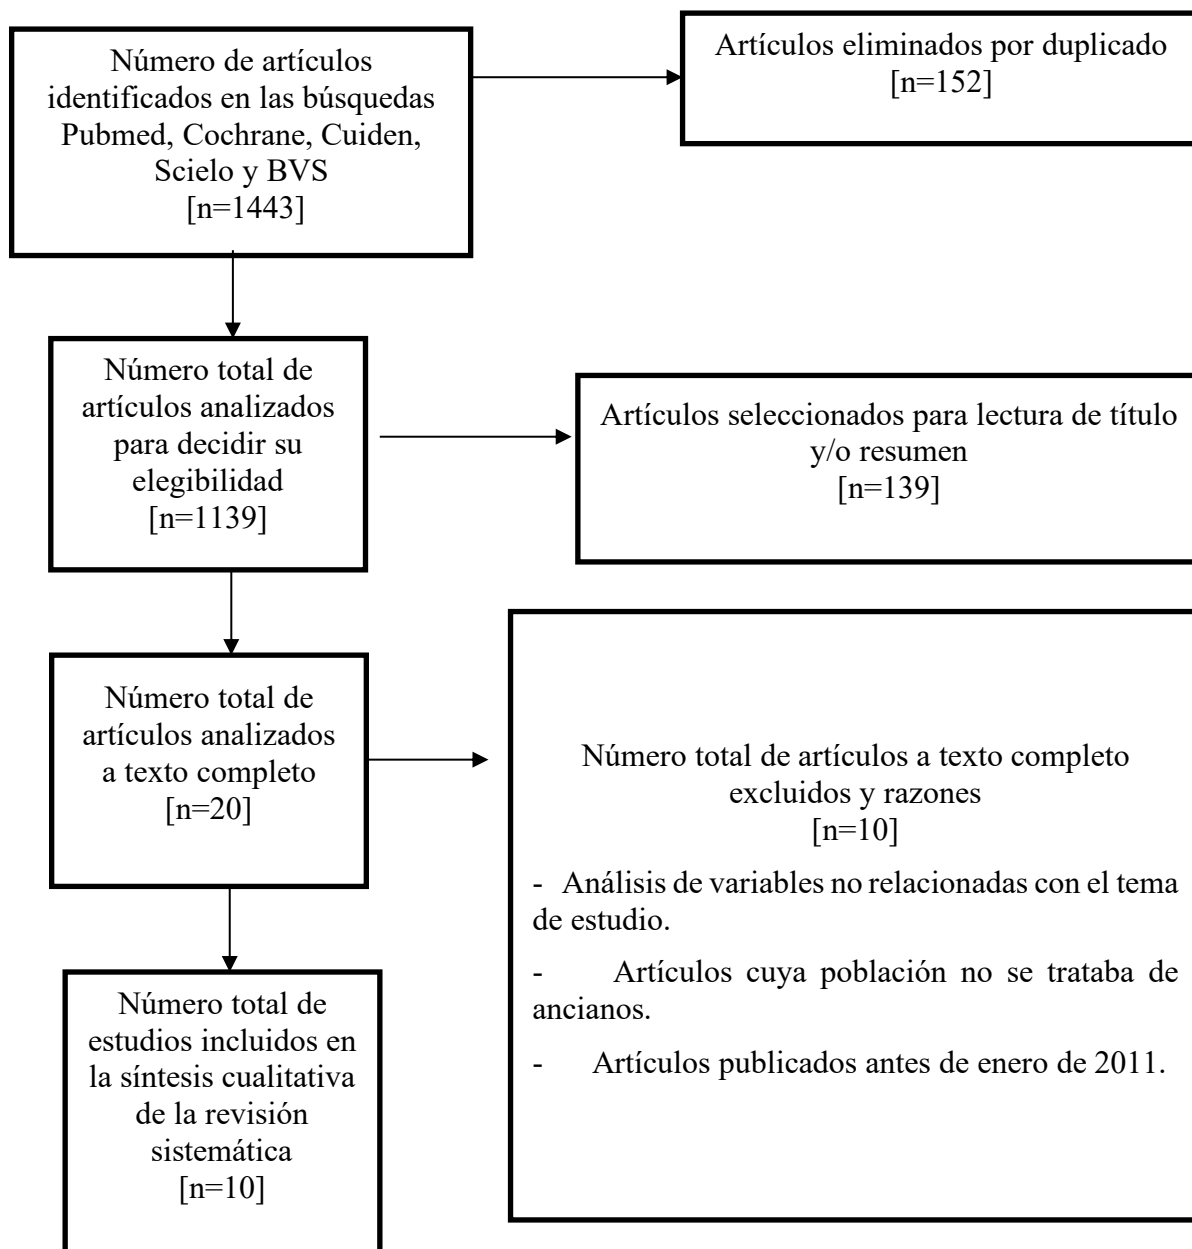 Número de artículos
identificados en las búsquedas
Pubmed, Cochrane, Cuiden,
Scielo y BVS
[n=1443]
Artículos eliminados por duplicado
[n=152]
Número total de
artículos analizados
para decidir su
elegibilidad
[n=1139]
Artículos seleccionados para lectura de título
y/o resumen
[n=139]
Número total de
artículos analizados
a texto completo
[n=20]
Número total de artículos a texto completo
excluidos y razones
[n=10]
- Análisis de variables no relacionadas con el tema
de estudio.
- Artículos cuya población no se trataba de
ancianos.
- Artículos publicados antes de enero de 2011.
Número total de
estudios incluidos en
la síntesis cualitativa
de la revisión
sistemática
[n=10]